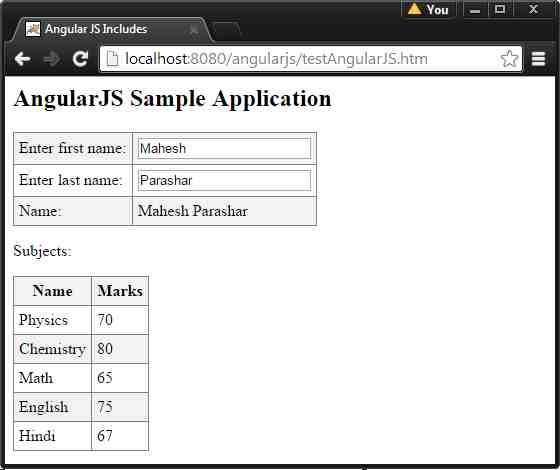 You
Angular JS Includes
localhost:8080/angularjs/testAngularJS.htm
AngularJS Sample Application
Enter first name: Mahesh
Enter last name: Parashar
Name: Mahesh Parashar
Subjects:
Name Marks
Physics 70
Chemistry 80
Math 65
English 75
Hindi 67